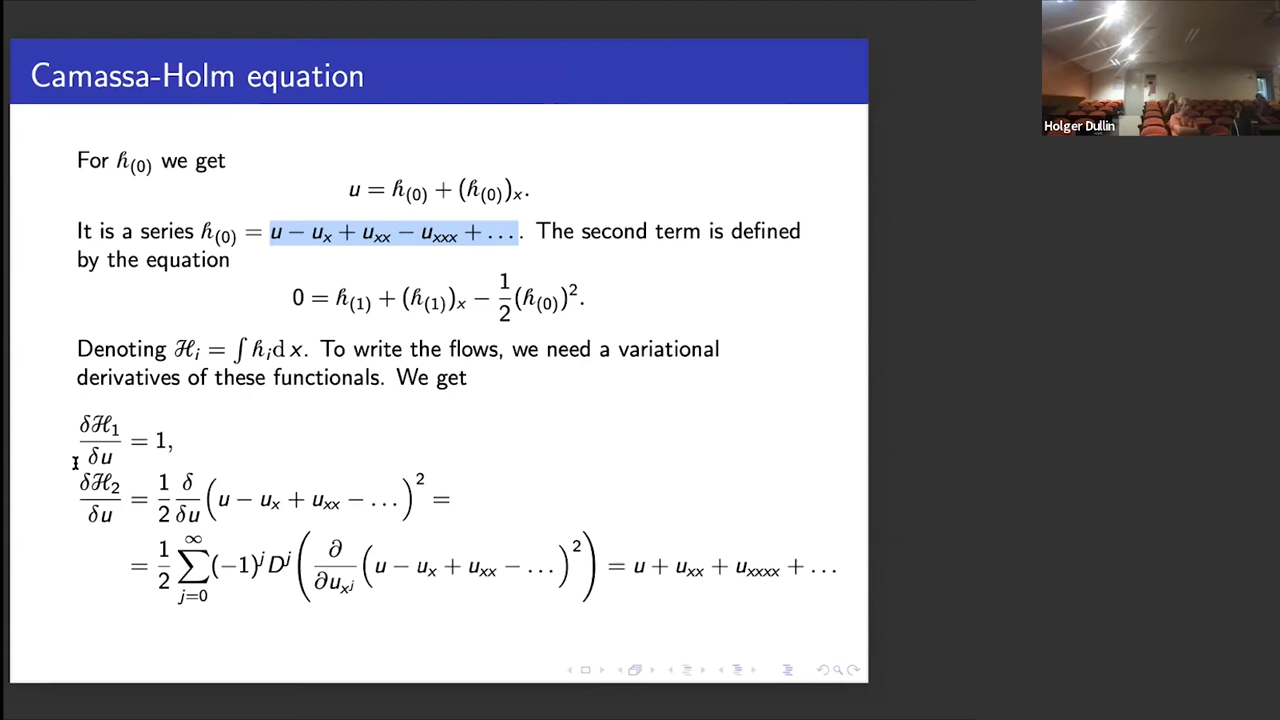 Camassa-Holm equation
For ℏ₍₀₎ we get
u = ℏ₍₀₎ + (ℏ₍₀₎)ₓ.
It is a series ℏ₍₀₎ = u − uₓ + uₓₓ − uₓₓₓ + . . . . The second term is defined
by the equation
0 = ℏ₍₁₎ + (ℏ₍₁₎)ₓ − 1/2 (ℏ₍₀₎)².
Denoting ℋᵢ = ∫ ℏᵢdx. To write the flows, we need a variational
derivatives of these functionals. We get
δℋ₁/δu = 1,
δℋ₂/δu = 1/2 δ/δu (u − uₓ + uₓₓ − . . .)² =
= 1/2 ∑_{j=0}^{∞} (−1)ʲDʲ (∂/∂u_{xʲ} (u − uₓ + uₓₓ − . . .)²) = u + uₓₓ + uₓₓₓₓ + . . .
Holger Dullin